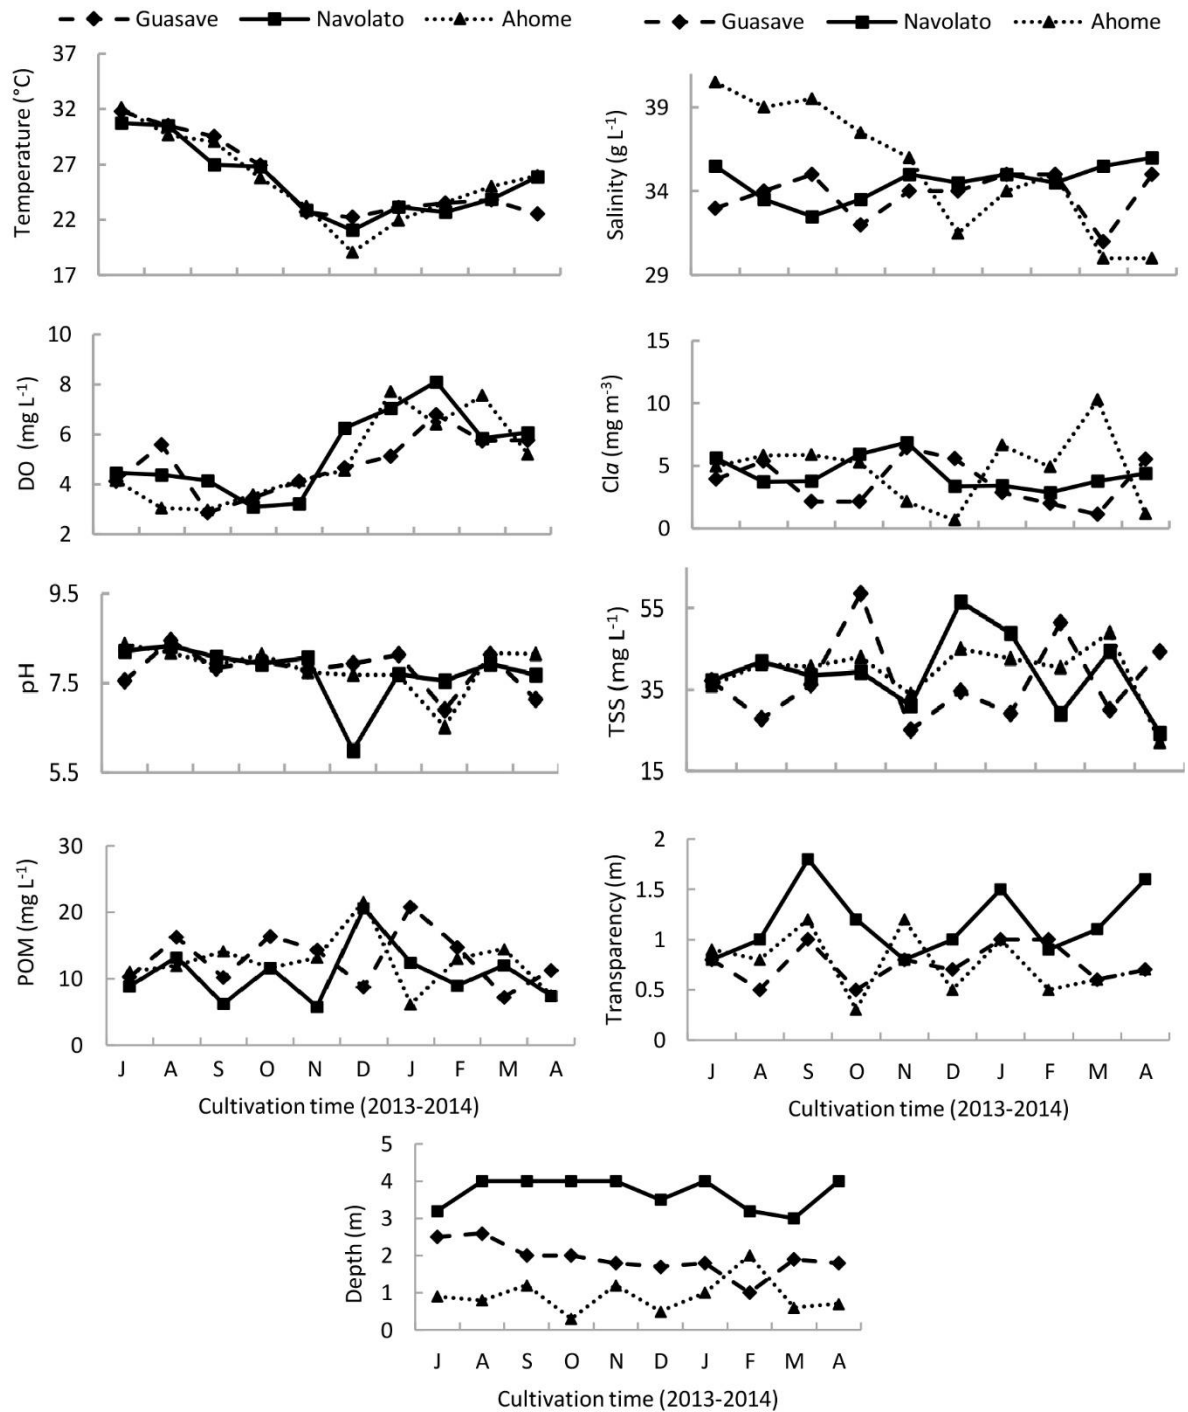 Guasave Navolato Ahome
Guasave Navolato Ahome
Temperature (°C)
37
32
27
22
17
Salinity (g L⁻¹)
39
34
29
DO (mg L⁻¹)
10
8
6
4
2
Cla (mg m⁻³)
15
10
5
0
pH
9.5
7.5
5.5
TSS (mg L⁻¹)
55
35
15
POM (mg L⁻¹)
30
20
10
0
J A S O N D J F M A
Cultivation time (2013-2014)
Transparency (m)
2
1.5
1
0.5
0
J A S O N D J F M A
Cultivation time (2013-2014)
Depth (m)
5
4
3
2
1
0
J A S O N D J F M A
Cultivation time (2013-2014)